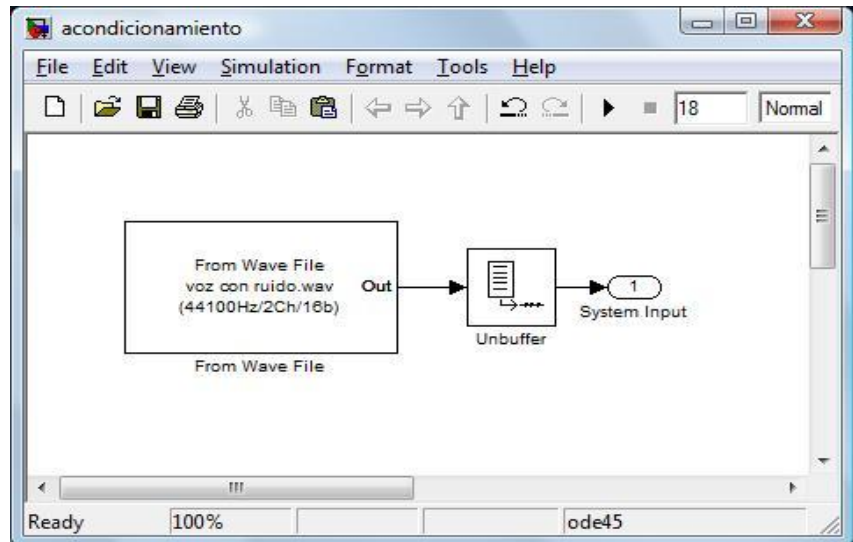 acondicionamiento
File Edit View Simulation Format Tools Help
18 Normal
From Wave File
voz con ruido.wav
(44100Hz/2Ch/16b)
Out
From Wave File
Unbuffer
1
System Input
Ready 100% ode45